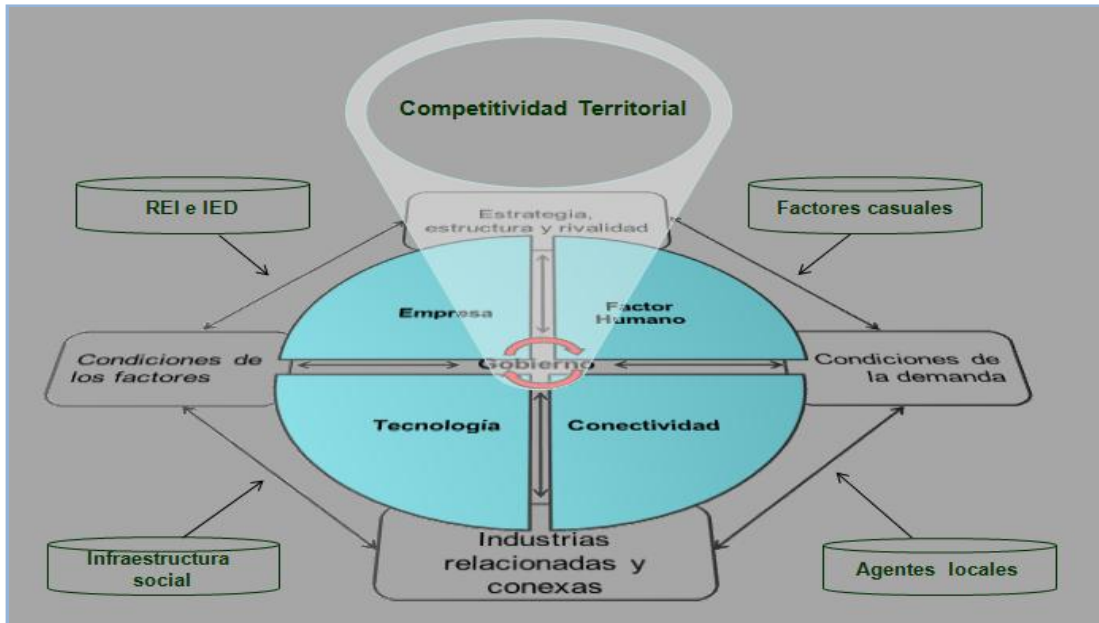 Competitividad Territorial
REI e IED
Factores casuales
Estrategia,
estructura y rivalidad
Empresa
Factor
Humano
Condiciones de
los factores
Gobierno
Condiciones de
la demanda
Tecnología
Conectividad
Infraestructura
social
Industrias
relacionadas y
conexas
Agentes locales